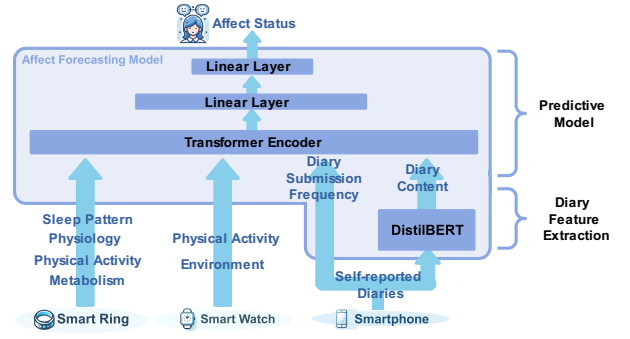 Affect Status
Affect Forecasting Model
Linear Layer
Linear Layer
Transformer Encoder
Predictive
Model
Diary
Submission
Frequency
Diary
Content
Sleep Pattern
Physiology
Physical Activity
Metabolism
Physical Activity
Environment
DistilBERT
Diary
Feature
Extraction
Self-reported
Diaries
Smart Ring
Smart Watch
Smartphone